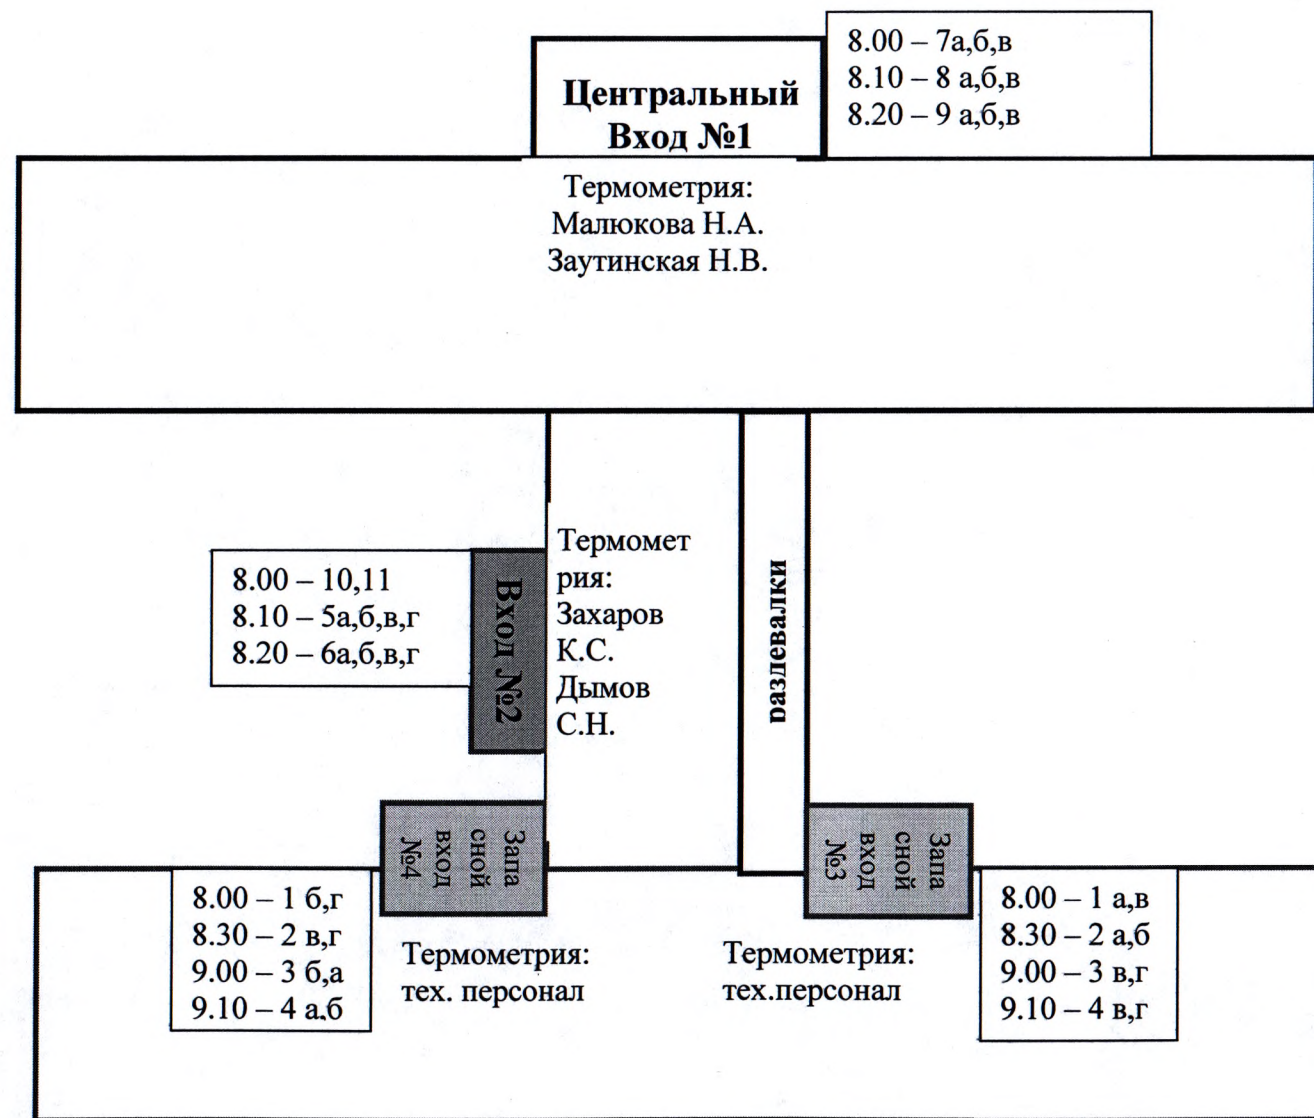 Центральный
Вход №1
8.00 – 7а,б,в
8.10 – 8 а,б,в
8.20 – 9 а,б,в
Термометрия:
Малюкова Н.А.
Заутинская Н.В.
8.00 – 10,11
8.10 – 5а,б,в,г
8.20 – 6а,б,в,г
Вход №2
Термомет
рия:
Захаров
К.С.
Дымов
С.Н.
раздевалки
Запа
сной
вход
№4
Запа
сной
вход
№3
8.00 – 1 б,г
8.30 – 2 в,г
9.00 – 3 б,а
9.10 – 4 а,б
Термометрия:
тех. персонал
Термометрия:
тех.персонал
8.00 – 1 а,в
8.30 – 2 а,б
9.00 – 3 в,г
9.10 – 4 в,г